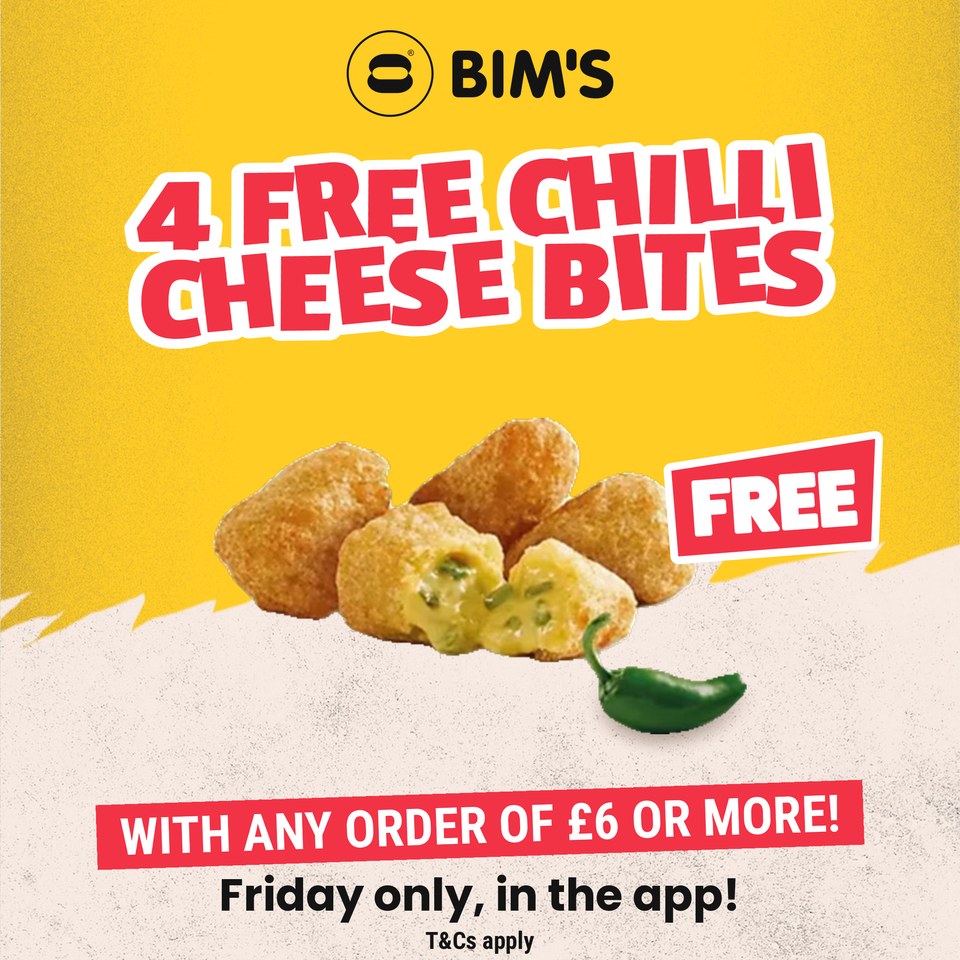 BIM'S
4 FREE CHILLI
CHEESE BITES
FREE
WITH ANY ORDER OF £6 OR MORE!
Friday only, in the app!
T&Cs apply